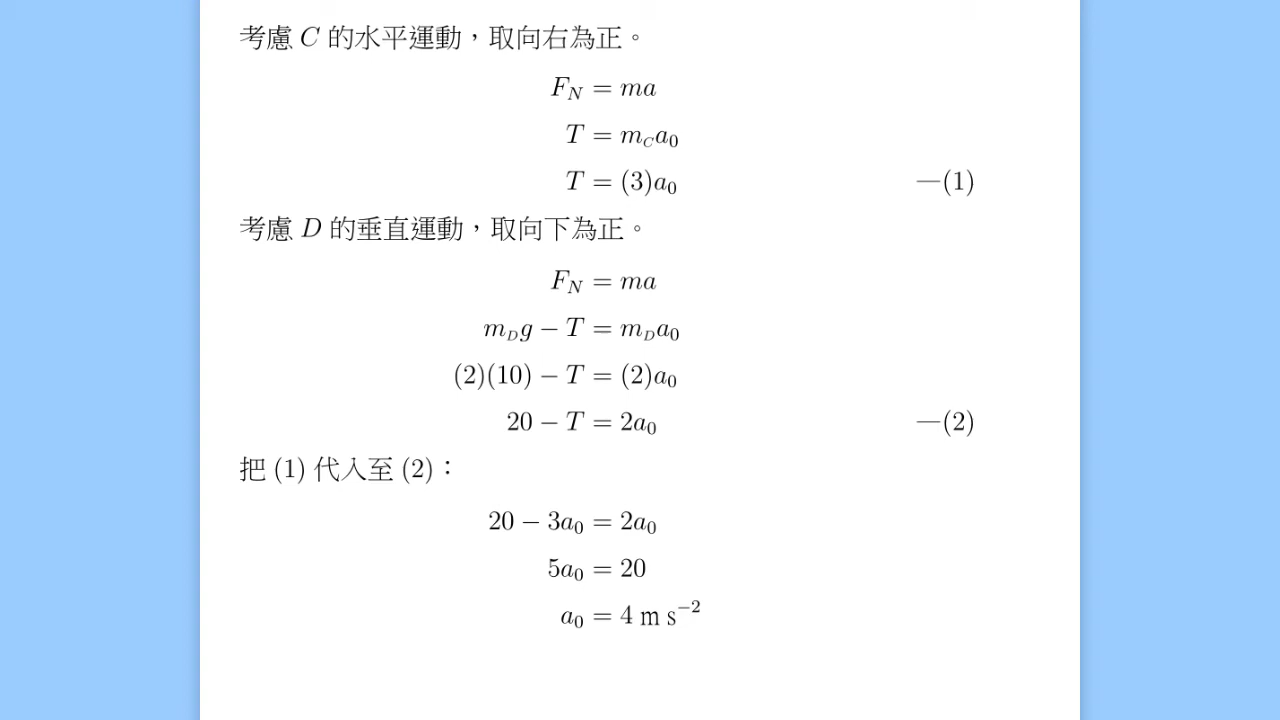 考慮 C 的水平運動，取向右為正。
F_N = ma
T = m_C a_0
T = (3)a_0 —(1)
考慮 D 的垂直運動，取向下為正。
F_N = ma
m_D g − T = m_D a_0
(2)(10) − T = (2)a_0
20 − T = 2a_0 —(2)
把 (1) 代入至 (2)：
20 − 3a_0 = 2a_0
5a_0 = 20
a_0 = 4 m s^{−2}